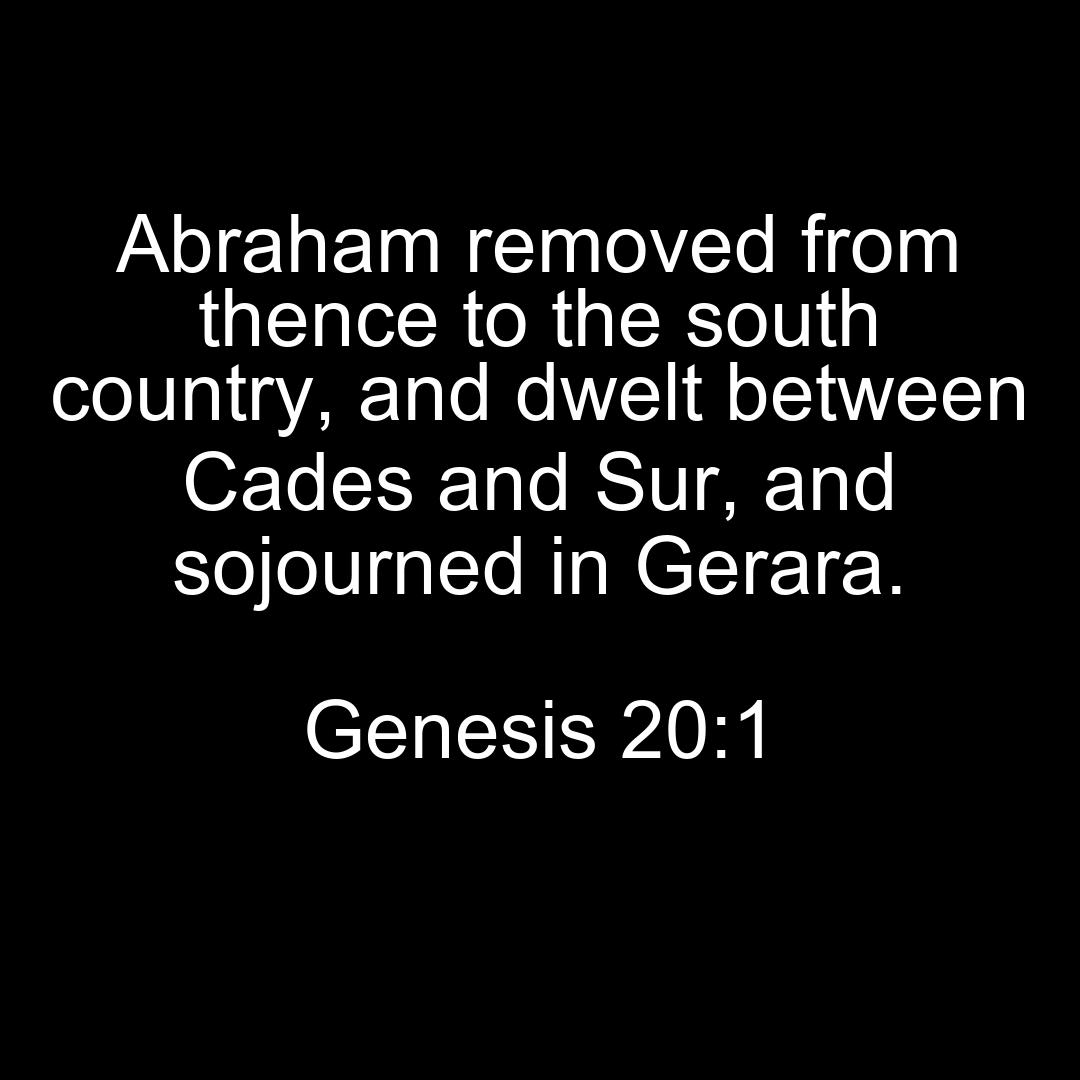 Abraham removed from
thence to the south
country, and dwelt between
Cades and Sur, and
sojourned in Gerara.
Genesis 20:1